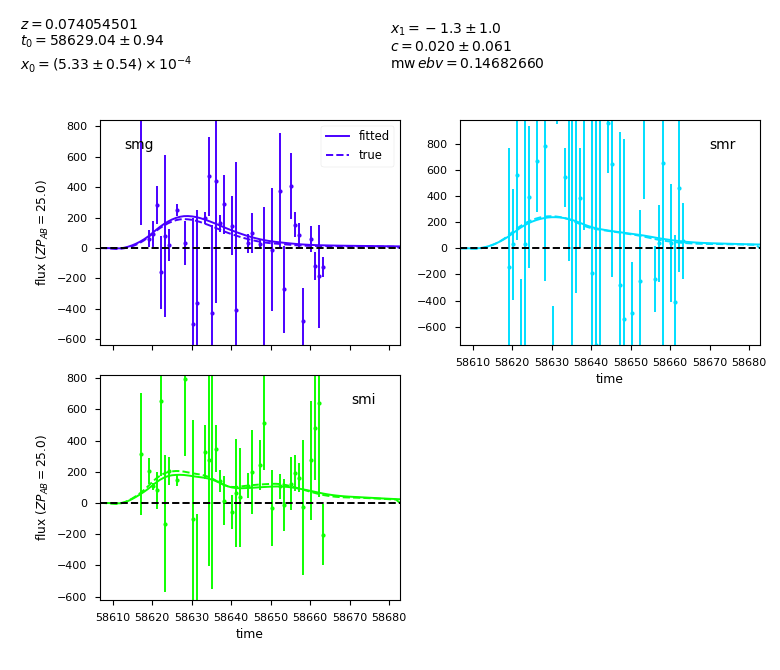 z = 0.074054501
t₀ = 58629.04 ± 0.94
x₀ = (5.33 ± 0.54) × 10⁻⁴
x₁ = −1.3 ± 1.0
c = 0.020 ± 0.061
mw ebv = 0.14682660
smg
fitted
true
800
600
400
200
0
−200
−400
−600
flux (ZP_AB = 25.0)
smr
800
600
400
200
0
−200
−400
−600
58610 58620 58630 58640 58650 58660 58670 58680
time
smi
800
600
400
200
0
−200
−400
−600
flux (ZP_AB = 25.0)
58610 58620 58630 58640 58650 58660 58670 58680
time